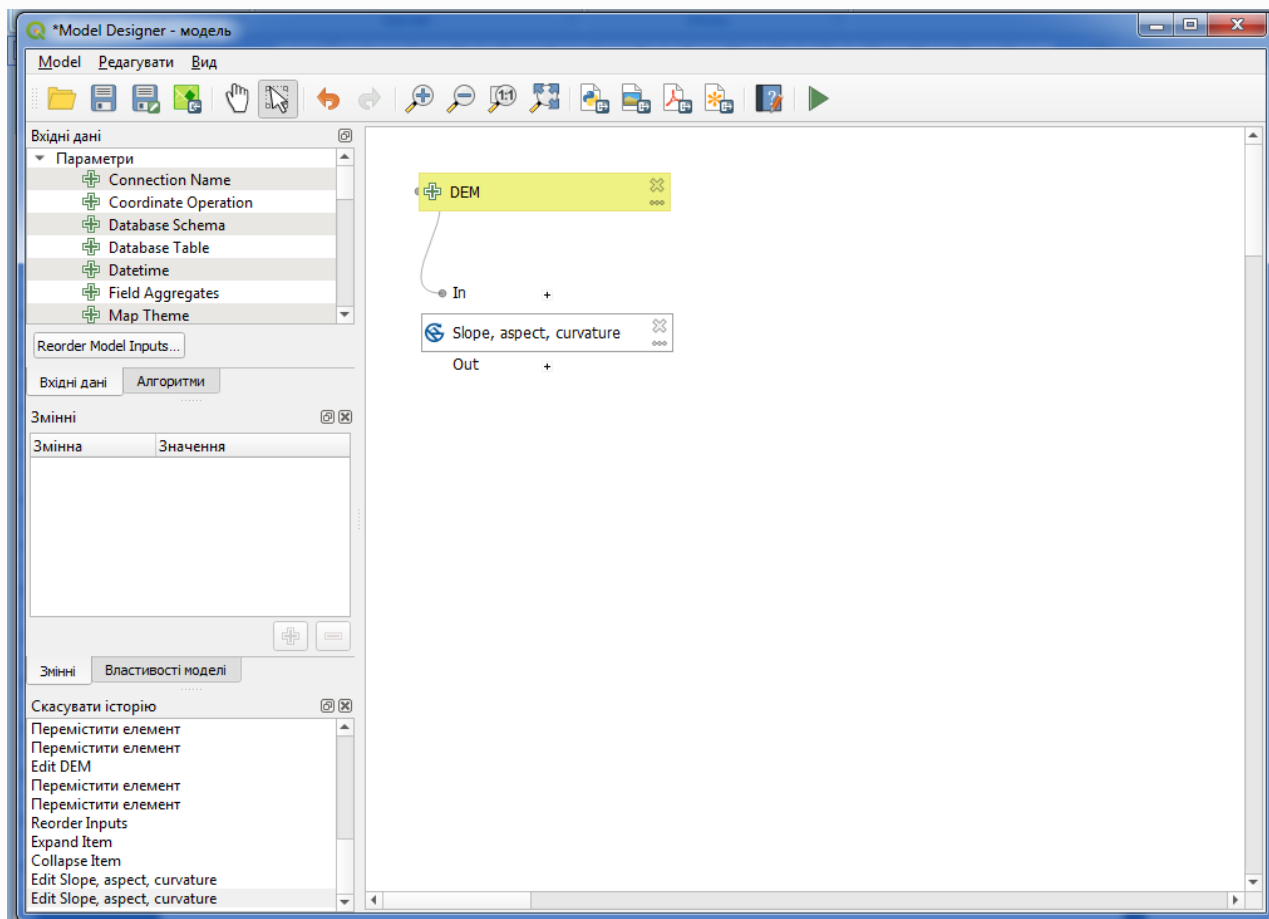 *Model Designer - модель
Model Редагувати Вид
1:1
Вхідні дані
Параметри
Connection Name
Coordinate Operation
Database Schema
Database Table
Datetime
Field Aggregates
Map Theme
Reorder Model Inputs...
Вхідні дані Алгоритми
Змінні
Змінна Значення
Змінні Властивості моделі
Скасувати історію
Перемістити елемент
Перемістити елемент
Edit DEM
Перемістити елемент
Перемістити елемент
Reorder Inputs
Expand Item
Collapse Item
Edit Slope, aspect, curvature
Edit Slope, aspect, curvature
DEM
In +
Slope, aspect, curvature
Out +